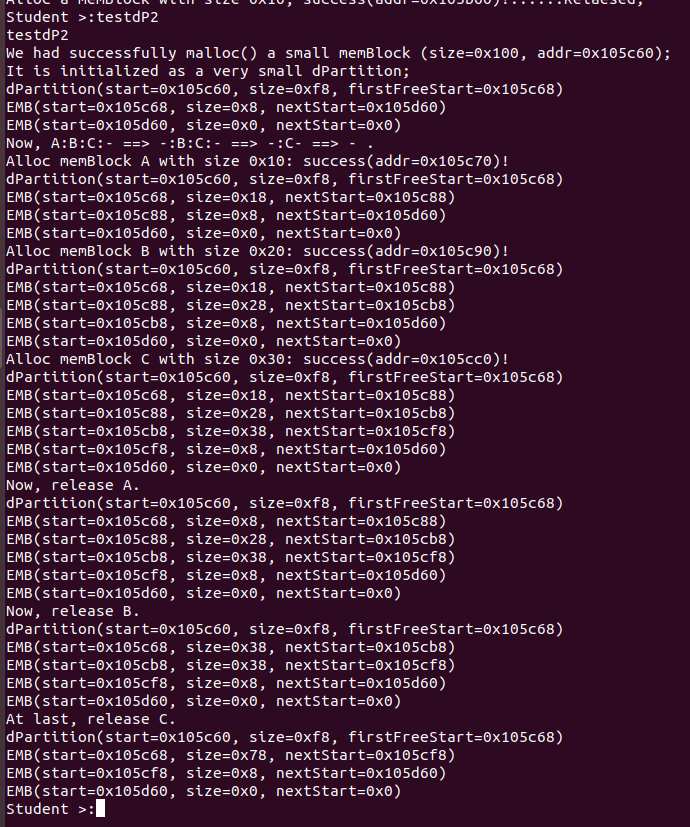 Alloc a MemBlock with size 0x10, success(addr=0x105b60)!......Relaesed;
Student >:testdP2
testdP2
We had successfully malloc() a small memBlock (size=0x100, addr=0x105c60);
It is initialized as a very small dPartition;
dPartition(start=0x105c60, size=0xf8, firstFreeStart=0x105c68)
EMB(start=0x105c68, size=0x8, nextStart=0x105d60)
EMB(start=0x105d60, size=0x0, nextStart=0x0)
Now, A:B:C:- ==> -:B:C:- ==> -:C- ==> - .
Alloc memBlock A with size 0x10: success(addr=0x105c70)!
dPartition(start=0x105c60, size=0xf8, firstFreeStart=0x105c68)
EMB(start=0x105c68, size=0x18, nextStart=0x105c88)
EMB(start=0x105c88, size=0x8, nextStart=0x105d60)
EMB(start=0x105d60, size=0x0, nextStart=0x0)
Alloc memBlock B with size 0x20: success(addr=0x105c90)!
dPartition(start=0x105c60, size=0xf8, firstFreeStart=0x105c68)
EMB(start=0x105c68, size=0x18, nextStart=0x105c88)
EMB(start=0x105c88, size=0x28, nextStart=0x105cb8)
EMB(start=0x105cb8, size=0x8, nextStart=0x105d60)
EMB(start=0x105d60, size=0x0, nextStart=0x0)
Alloc memBlock C with size 0x30: success(addr=0x105cc0)!
dPartition(start=0x105c60, size=0xf8, firstFreeStart=0x105c68)
EMB(start=0x105c68, size=0x18, nextStart=0x105c88)
EMB(start=0x105c88, size=0x28, nextStart=0x105cb8)
EMB(start=0x105cb8, size=0x38, nextStart=0x105cf8)
EMB(start=0x105cf8, size=0x8, nextStart=0x105d60)
EMB(start=0x105d60, size=0x0, nextStart=0x0)
Now, release A.
dPartition(start=0x105c60, size=0xf8, firstFreeStart=0x105c68)
EMB(start=0x105c68, size=0x8, nextStart=0x105c88)
EMB(start=0x105c88, size=0x28, nextStart=0x105cb8)
EMB(start=0x105cb8, size=0x38, nextStart=0x105cf8)
EMB(start=0x105cf8, size=0x8, nextStart=0x105d60)
EMB(start=0x105d60, size=0x0, nextStart=0x0)
Now, release B.
dPartition(start=0x105c60, size=0xf8, firstFreeStart=0x105c68)
EMB(start=0x105c68, size=0x38, nextStart=0x105cb8)
EMB(start=0x105cb8, size=0x38, nextStart=0x105cf8)
EMB(start=0x105cf8, size=0x8, nextStart=0x105d60)
EMB(start=0x105d60, size=0x0, nextStart=0x0)
At last, release C.
dPartition(start=0x105c60, size=0xf8, firstFreeStart=0x105c68)
EMB(start=0x105c68, size=0x78, nextStart=0x105cf8)
EMB(start=0x105cf8, size=0x8, nextStart=0x105d60)
EMB(start=0x105d60, size=0x0, nextStart=0x0)
Student >: